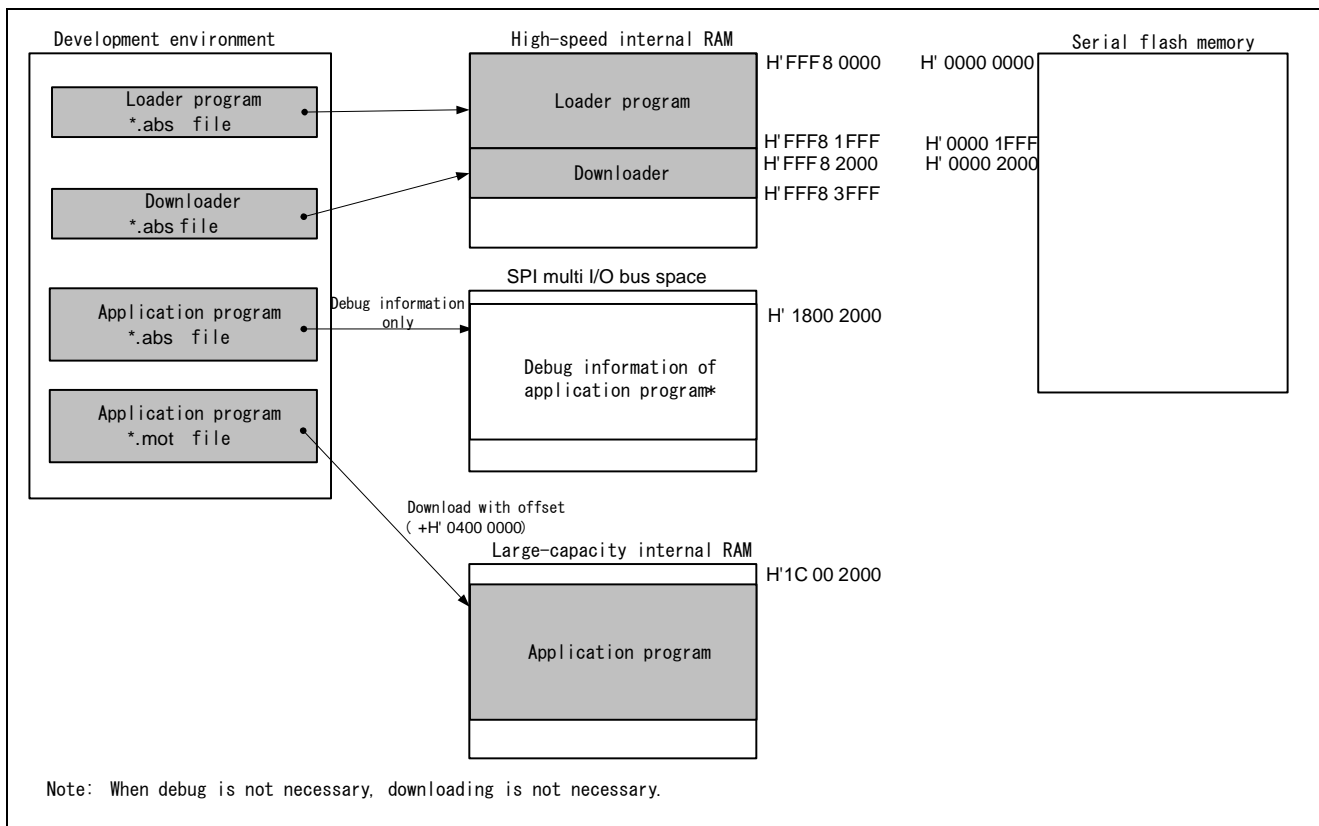 Development environment
Loader program
*.abs file
Downloader
*.abs file
Application program
*.abs file
Application program
*.mot file
Debug information
only
Download with offset
( +H' 0400 0000)
High-speed internal RAM
Loader program
Downloader
H'FFF8 0000
H'FFF8 1FFF
H'FFF8 2000
H'FFF8 3FFF
SPI multi I/O bus space
H' 1800 2000
Debug information of
application program*
Large-capacity internal RAM
H'1C 00 2000
Application program
Serial flash memory
H' 0000 0000
H' 0000 1FFF
H' 0000 2000
Note: When debug is not necessary, downloading is not necessary.